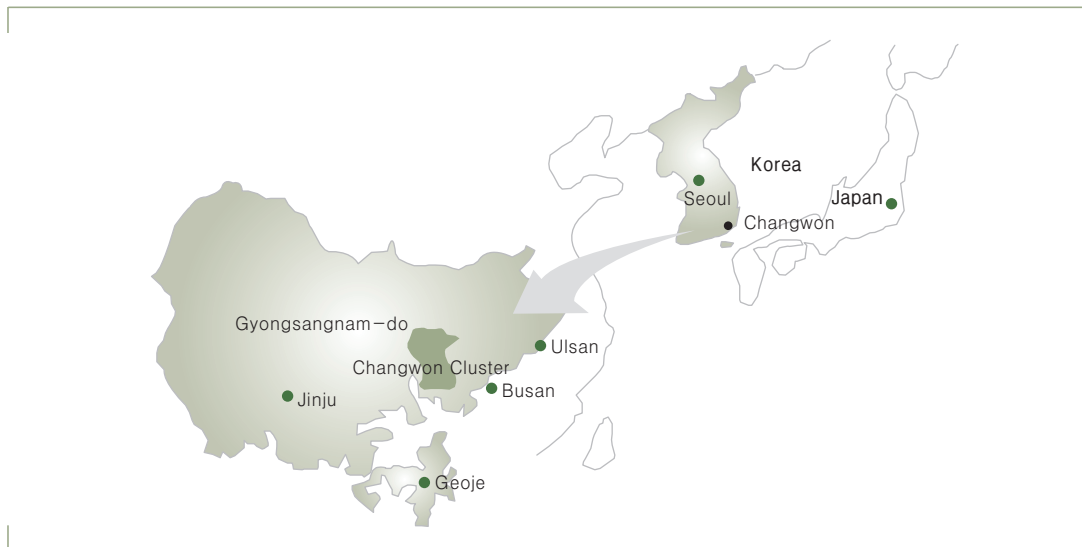 Korea
Seoul
Japan
Changwon
Gyongsangnam-do
Ulsan
Changwon Cluster
Busan
Jinju
Geoje